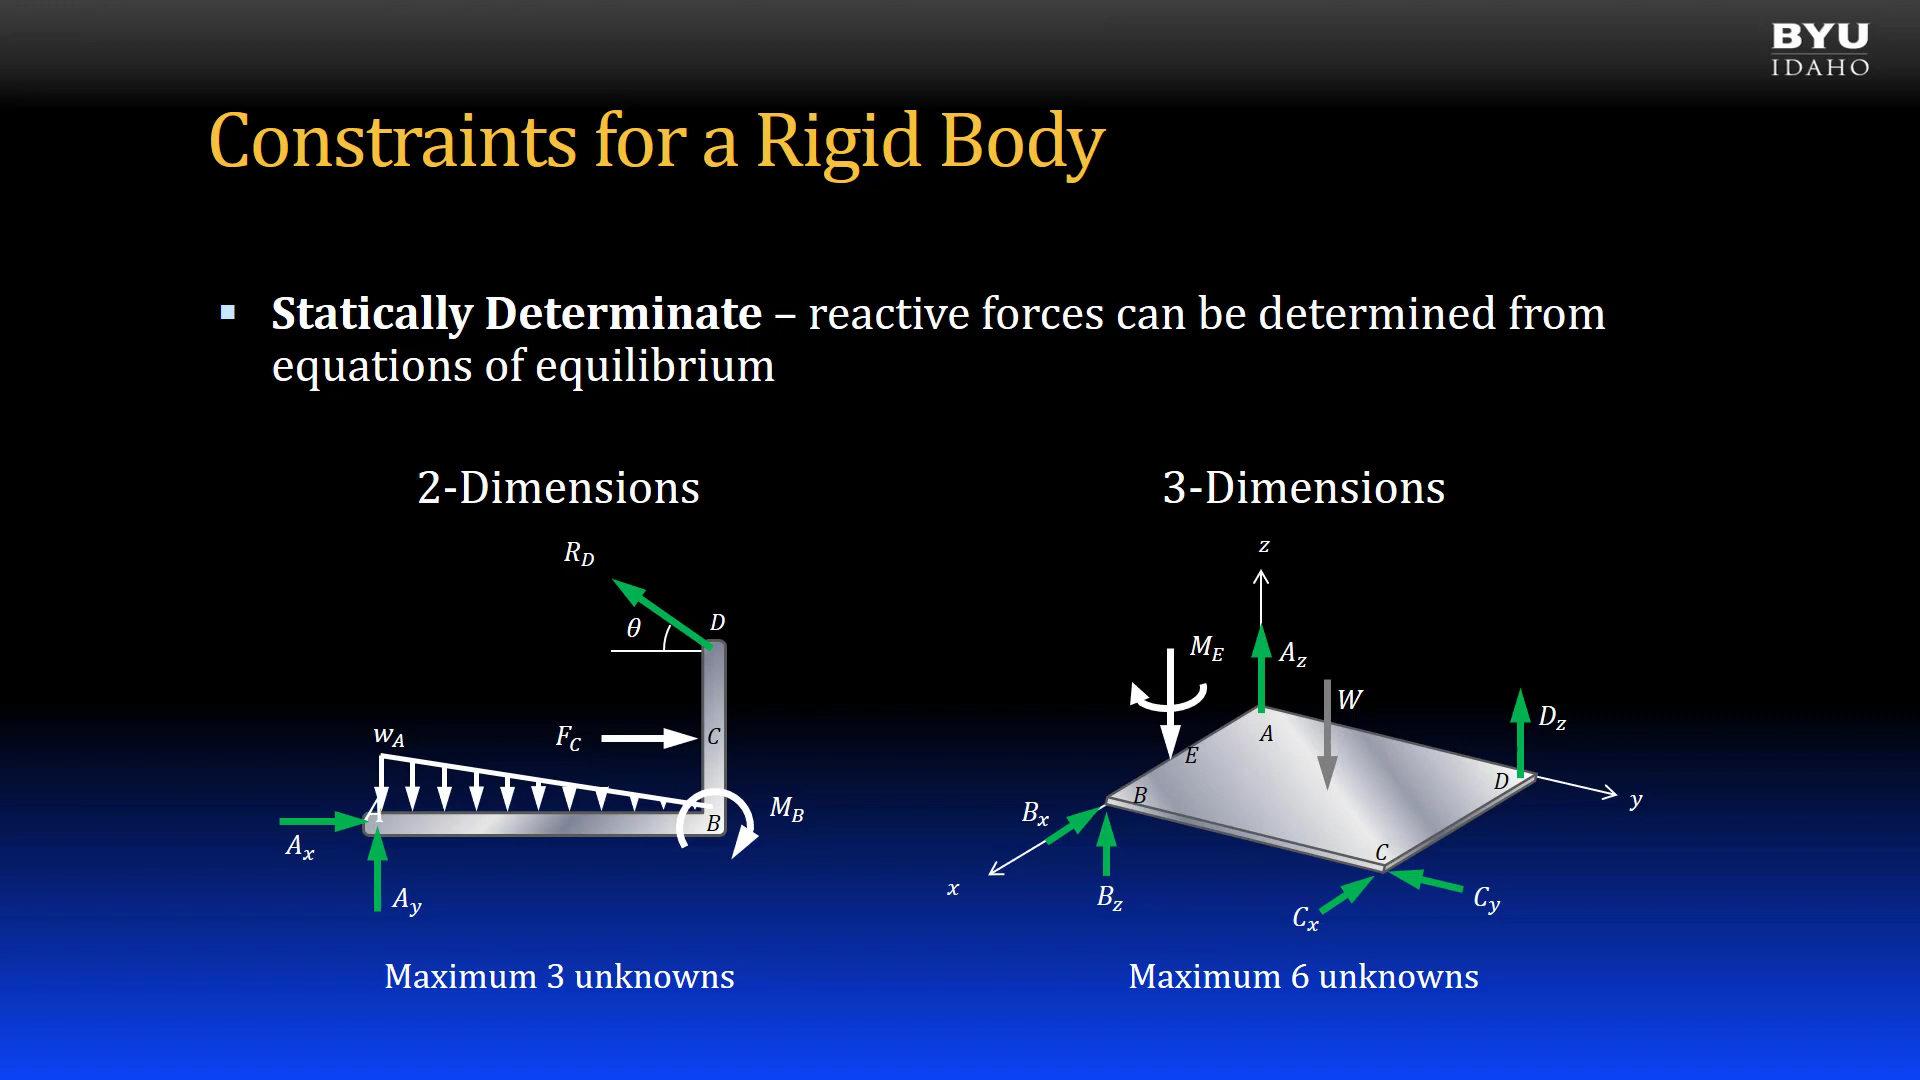 BYU
IDAHO
Constraints for a Rigid Body
▪ Statically Determinate – reactive forces can be determined from
equations of equilibrium
2-Dimensions
R_D
θ
D
w_A
F_C
C
A
B
M_B
A_x
A_y
Maximum 3 unknowns
3-Dimensions
z
M_E
A_z
W
D_z
A
E
D
B
y
B_x
C
x
B_z
C_x
C_y
Maximum 6 unknowns